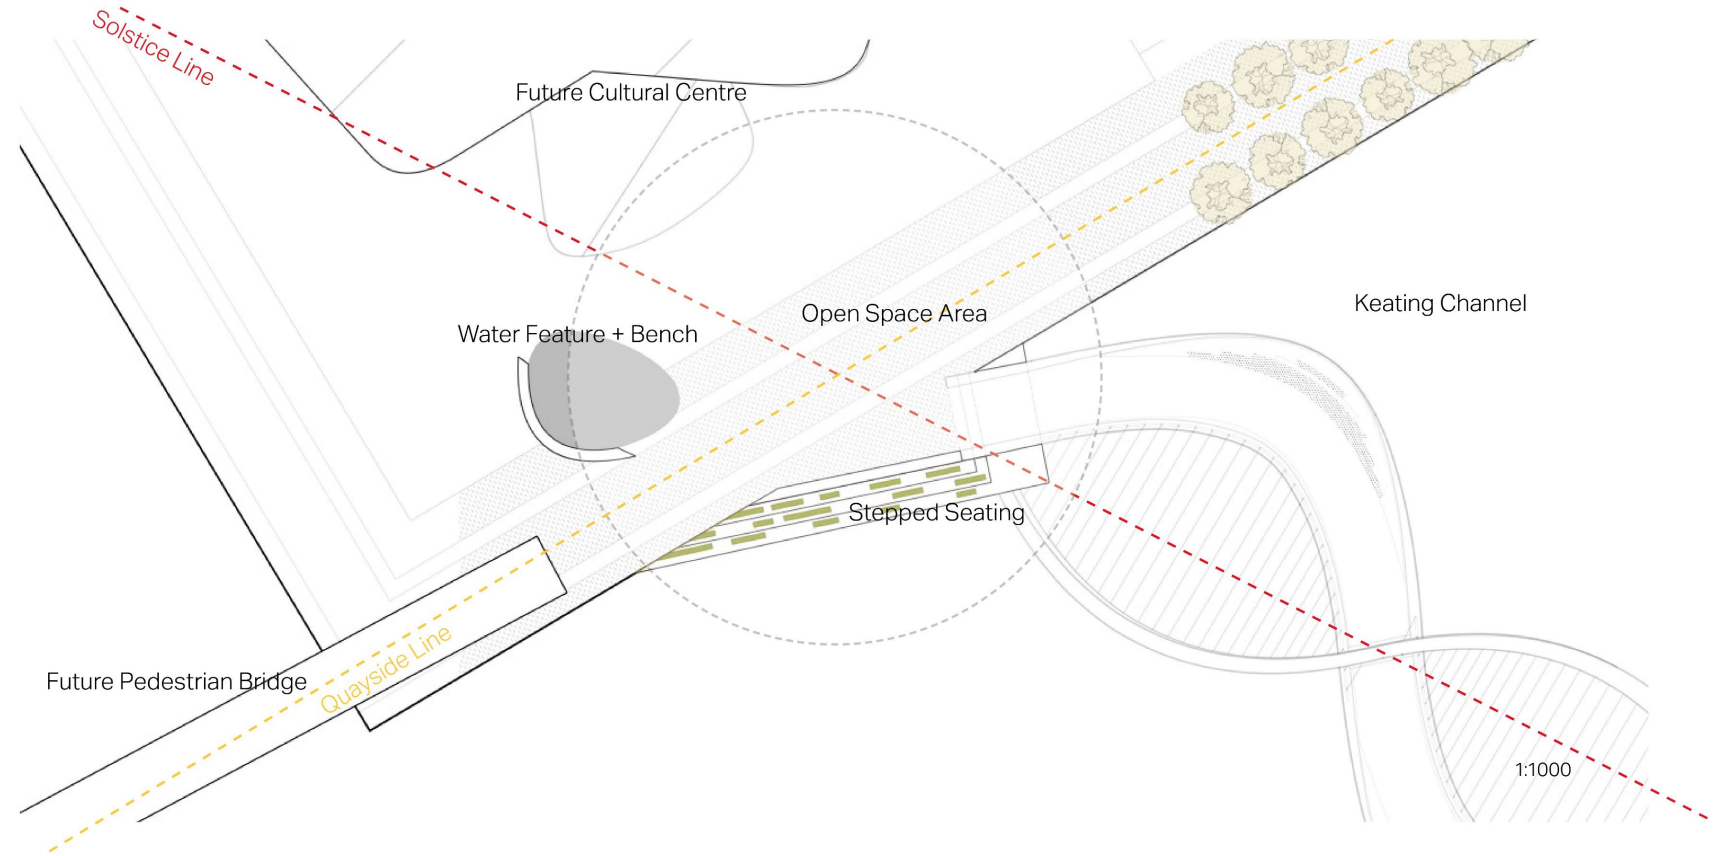 Solstice Line
Future Cultural Centre
Open Space Area
Keating Channel
Water Feature + Bench
Stepped Seating
Quayside Line
Future Pedestrian Bridge
1:1000